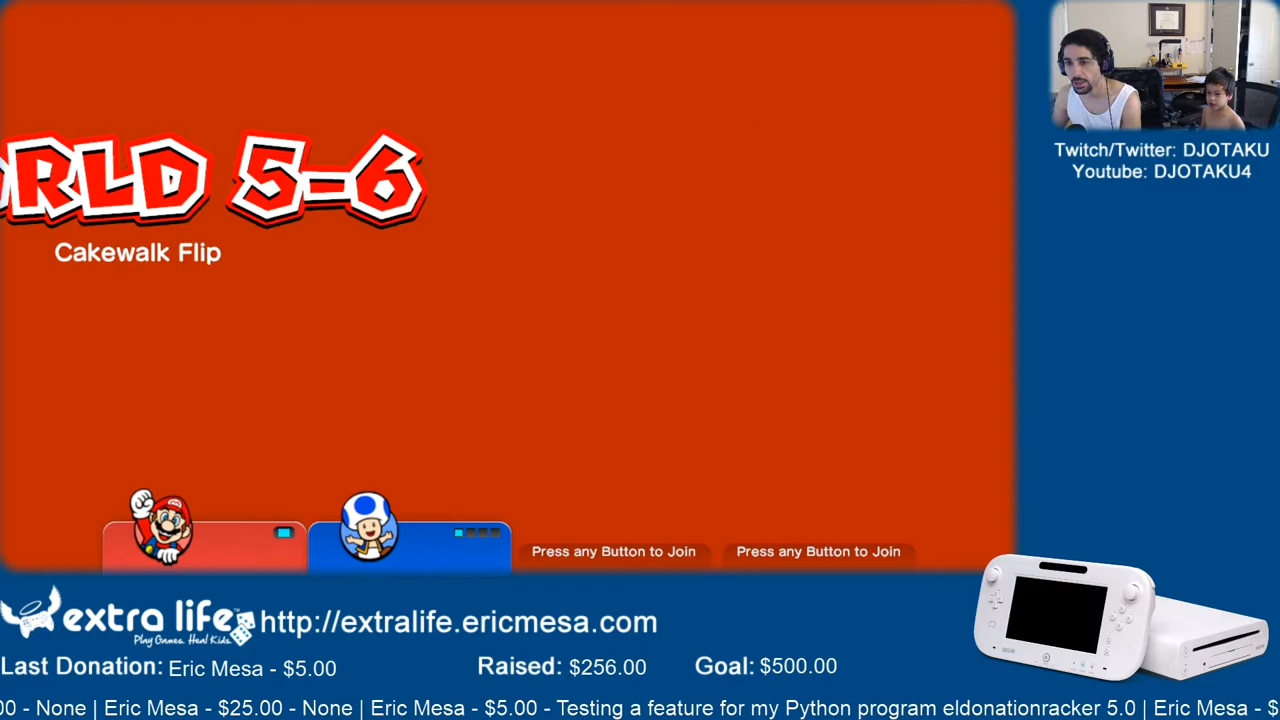 ORLD 5-6
Cakewalk Flip
Twitch/Twitter: DJOTAKU
Youtube: DJOTAKU4
Press any Button to Join
Press any Button to Join
extra life
Play Games. Heal Kids.
http://extralife.ericmesa.com
Last Donation: Eric Mesa - $5.00
Raised: $256.00
Goal: $500.00
00 - None | Eric Mesa - $25.00 - None | Eric Mesa - $5.00 - Testing a feature for my Python program eldonationracker 5.0 | Eric Mesa - $